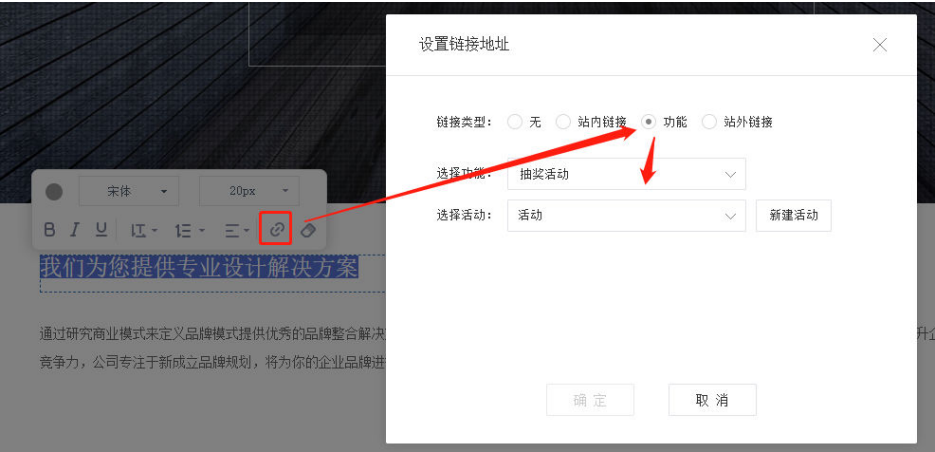 设置链接地址
链接类型: 无 站内链接 功能 站外链接
选择功能: 抽奖活动
选择活动: 活动 新建活动
确定 取消
宋体 20px
B I U IT
我们为您提供专业设计解决方案
通过研究商业模式来定义品牌模式提供优秀的品牌整合解决
升企
竞争力，公司专注于新成立品牌规划，将为你的企业品牌进